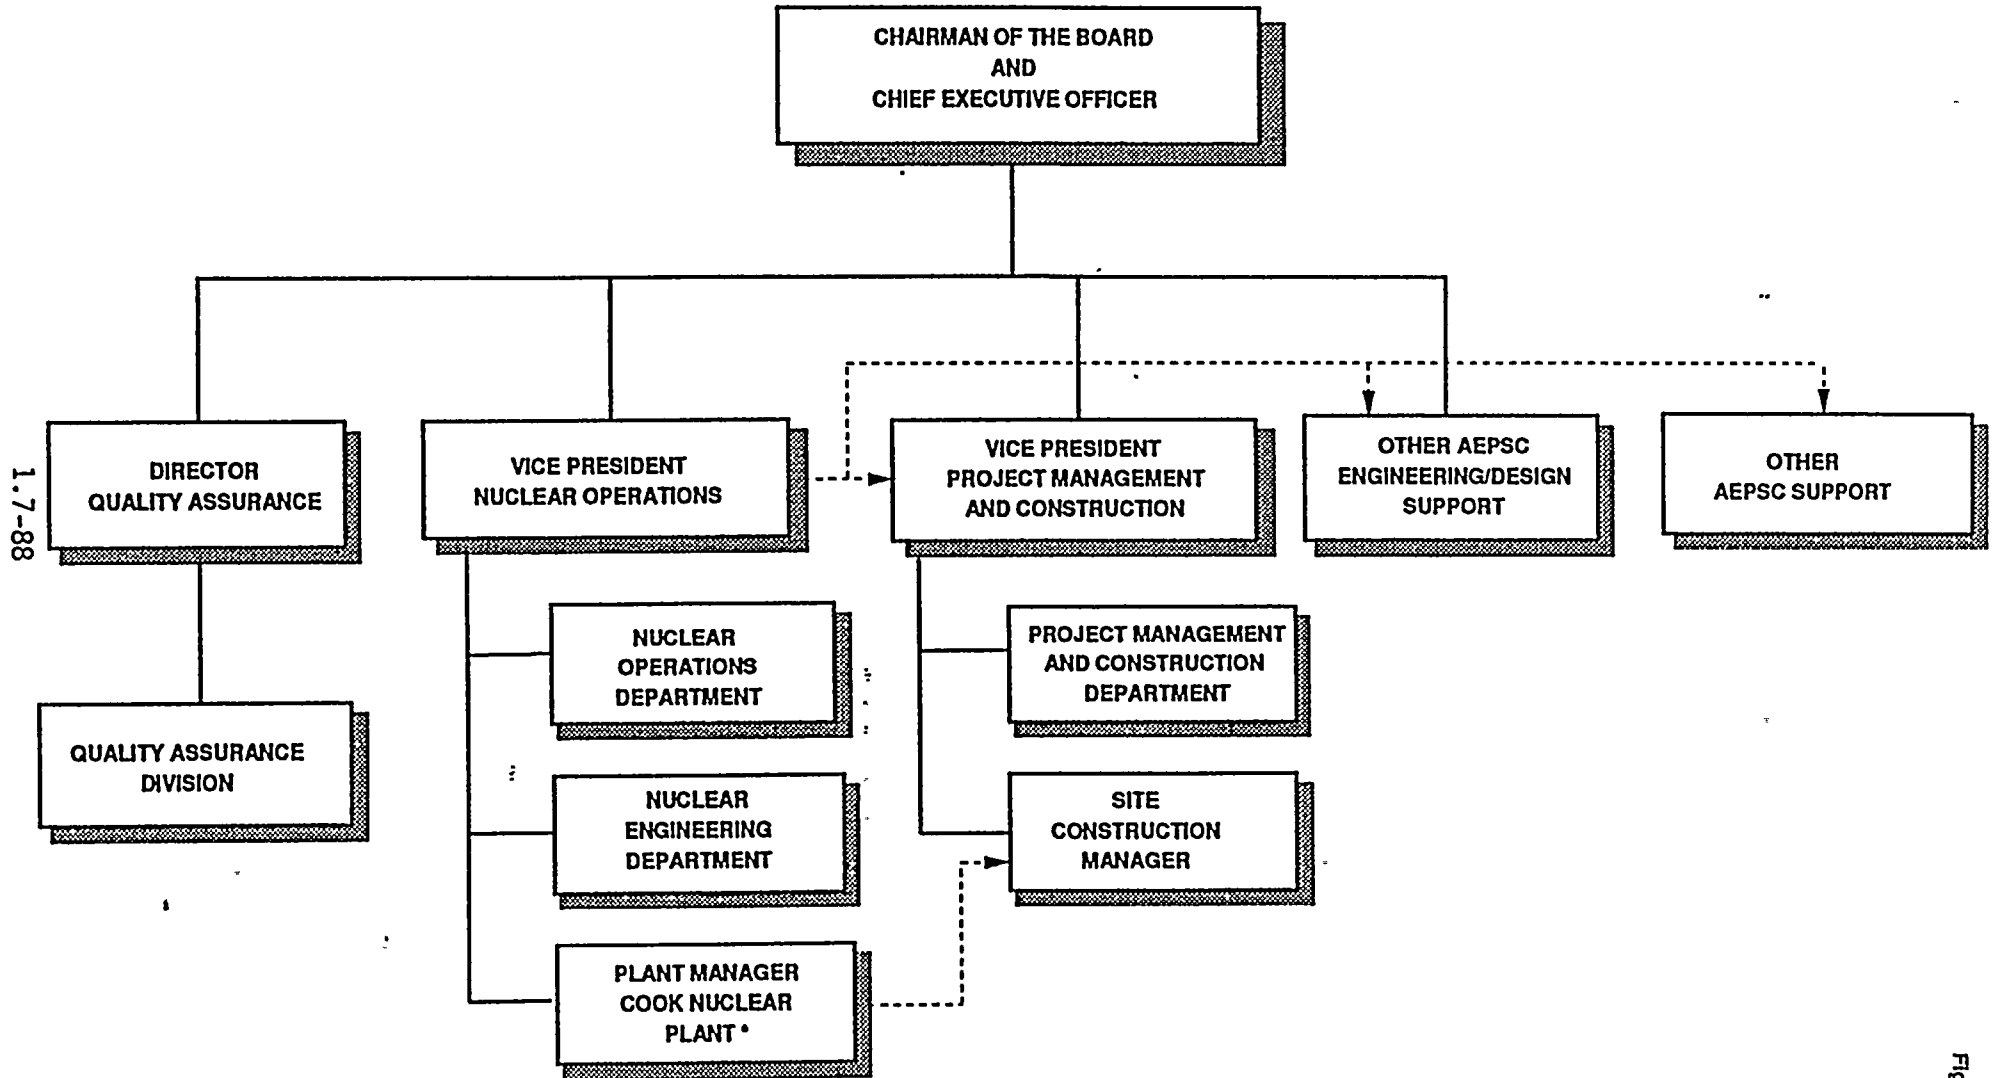 CHAIRMAN OF THE BOARD
AND
CHIEF EXECUTIVE OFFICER
DIRECTOR
QUALITY ASSURANCE
VICE PRESIDENT
NUCLEAR OPERATIONS
VICE PRESIDENT
PROJECT MANAGEMENT
AND CONSTRUCTION
OTHER AEPSC
ENGINEERING/DESIGN
SUPPORT
OTHER
AEPSC SUPPORT
1.7-88
NUCLEAR
OPERATIONS
DEPARTMENT
PROJECT MANAGEMENT
AND CONSTRUCTION
DEPARTMENT
QUALITY ASSURANCE
DIVISION
NUCLEAR
ENGINEERING
DEPARTMENT
SITE
CONSTRUCTION
MANAGER
PLANT MANAGER
COOK NUCLEAR
PLANT *